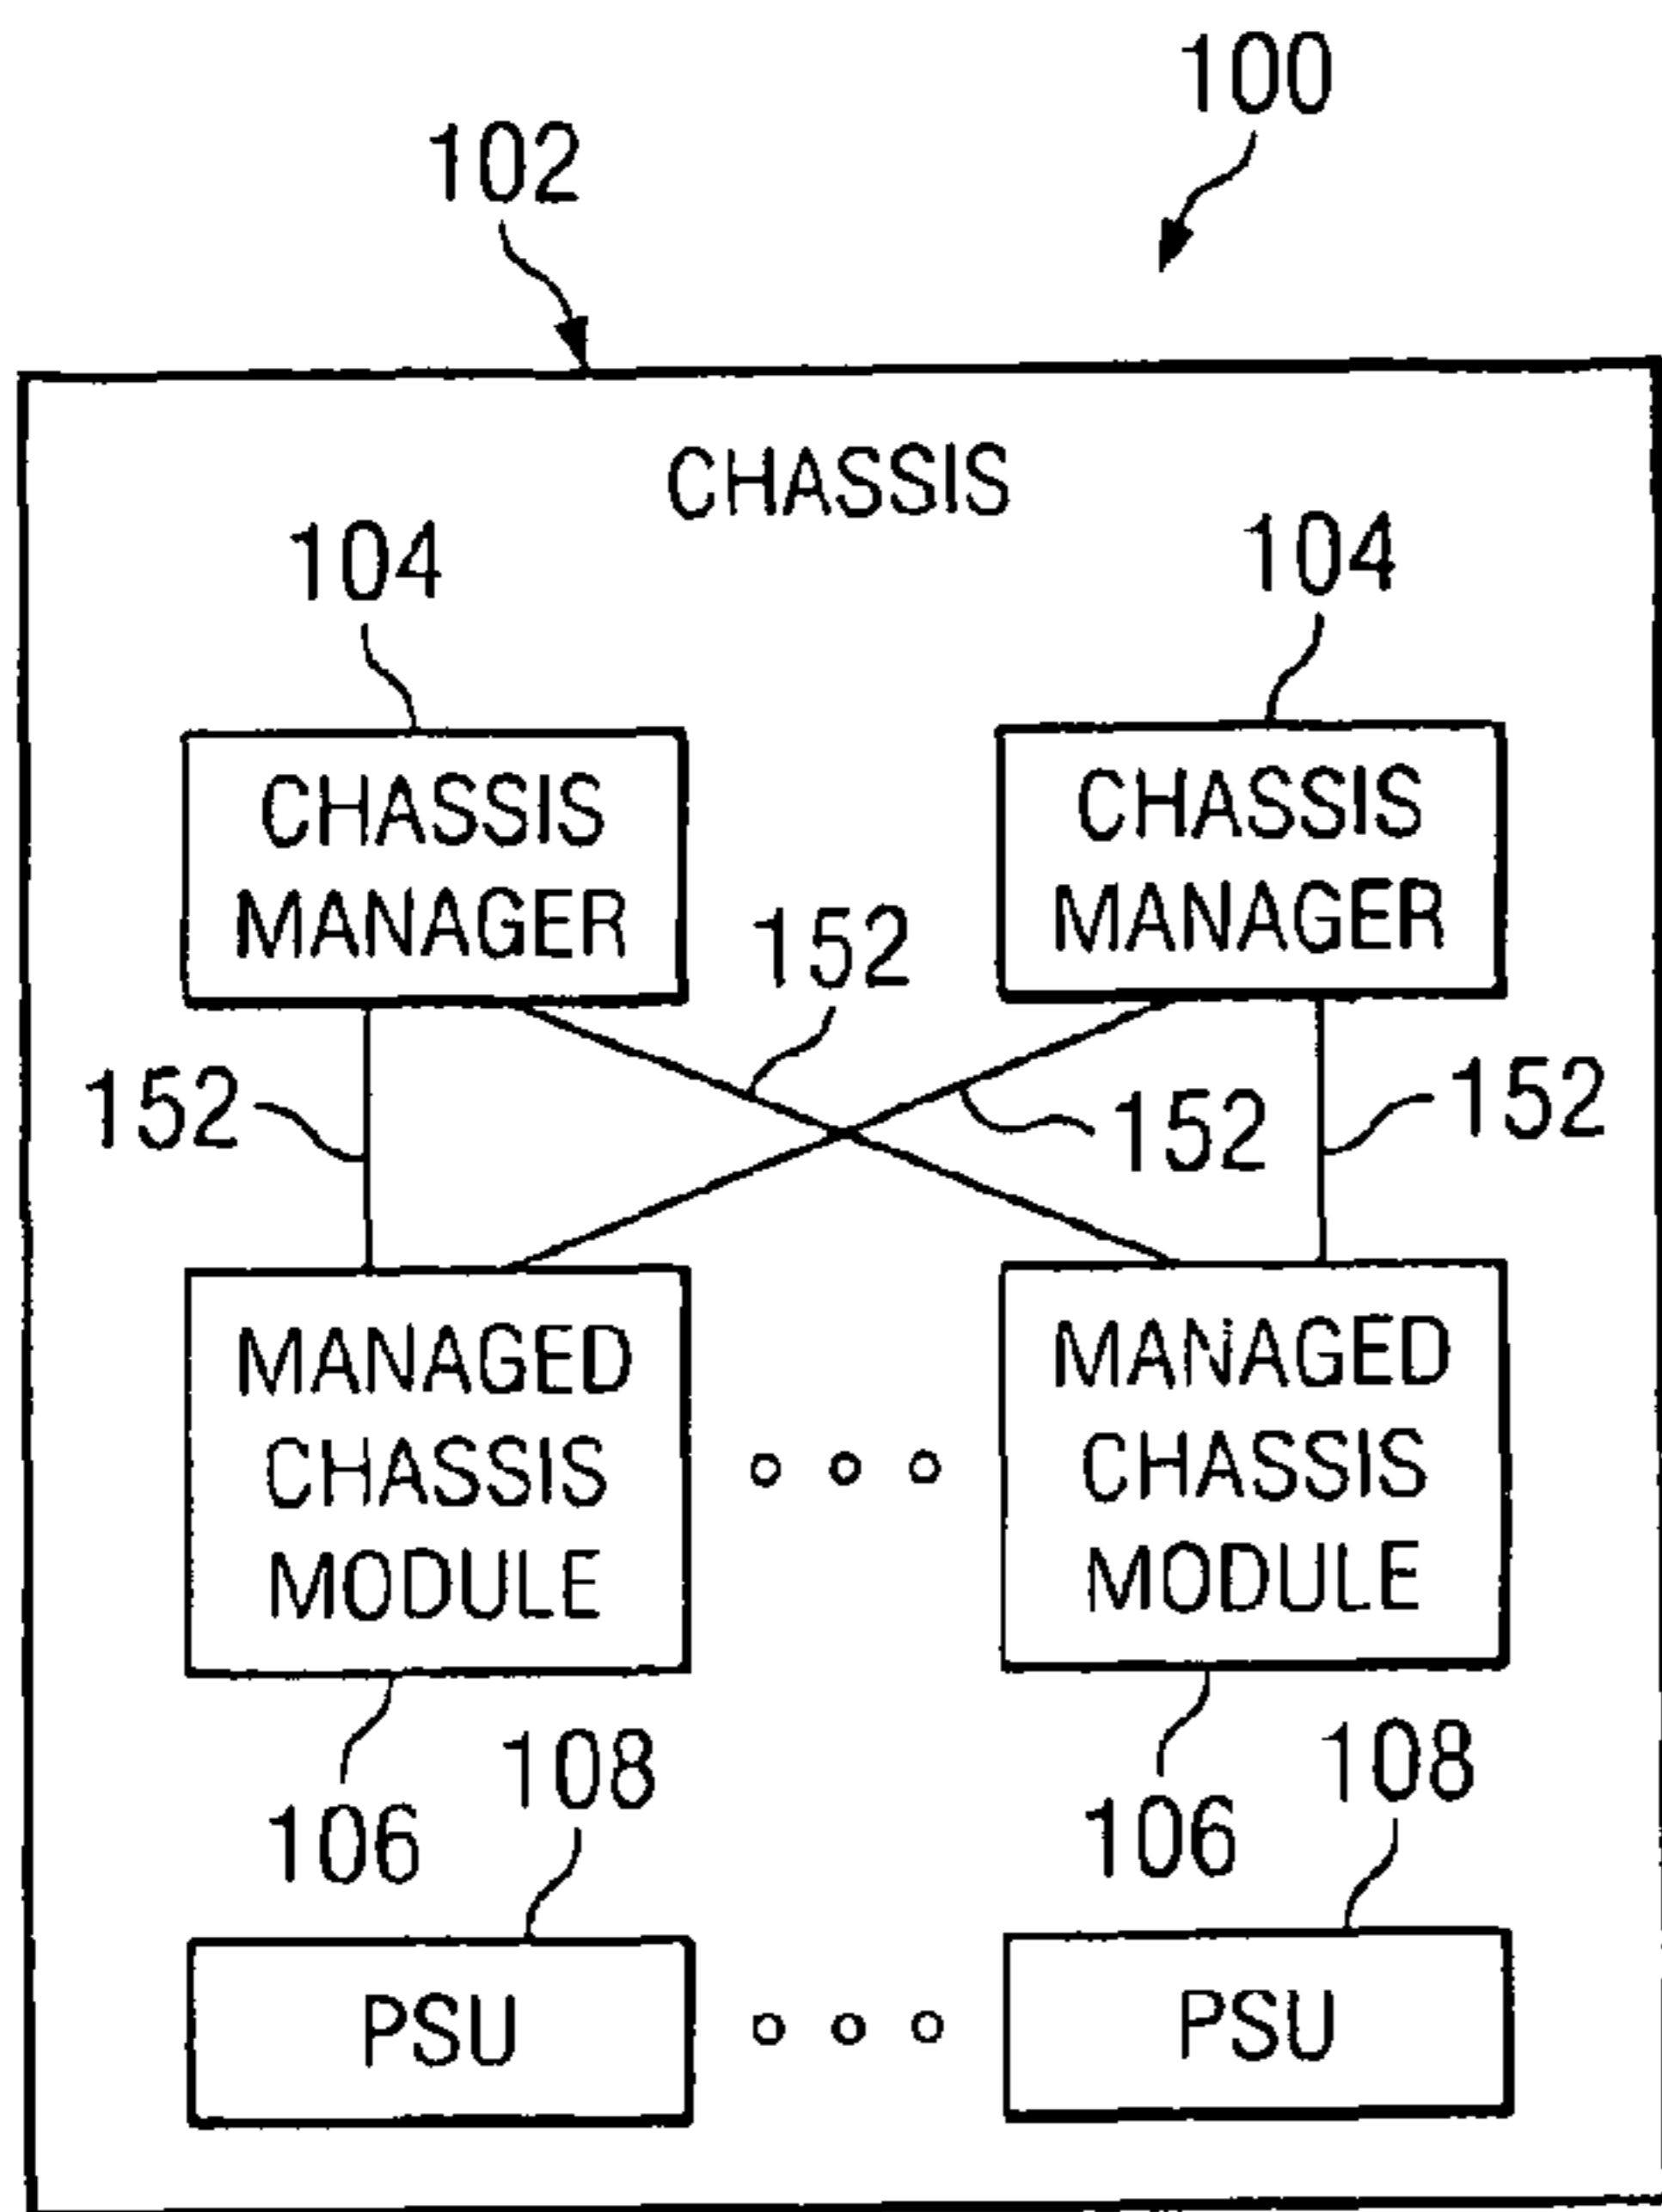 100
102
CHASSIS
104
104
CHASSIS
MANAGER
CHASSIS
MANAGER
152
152
152
152
MANAGED
CHASSIS
MODULE
MANAGED
CHASSIS
MODULE
106
108
106
108
PSU
PSU